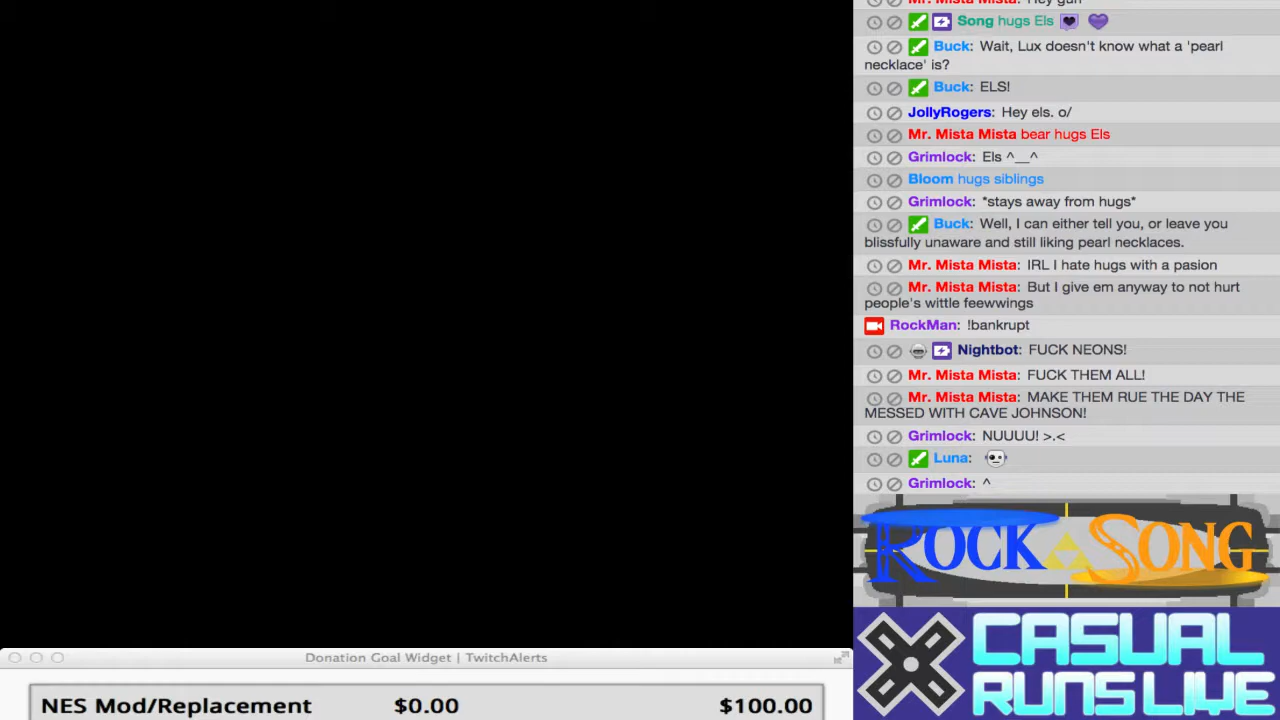 Mr. Mista Mista: Hey guh
Song hugs Els
Buck: Wait, Lux doesn't know what a 'pearl
necklace' is?
Buck: ELS!
JollyRogers: Hey els. o/
Mr. Mista Mista bear hugs Els
Grimlock: Els ^__^
Bloom hugs siblings
Grimlock: *stays away from hugs*
Buck: Well, I can either tell you, or leave you
blissfully unaware and still liking pearl necklaces.
Mr. Mista Mista: IRL I hate hugs with a pasion
Mr. Mista Mista: But I give em anyway to not hurt
people's wittle feewwings
RockMan: !bankrupt
Nightbot: FUCK NEONS!
Mr. Mista Mista: FUCK THEM ALL!
Mr. Mista Mista: MAKE THEM RUE THE DAY THE
MESSED WITH CAVE JOHNSON!
Grimlock: NUUUU! >.<
Luna:
Grimlock: ^
ROCK SONG
CASUAL
RUNS LIVE
Donation Goal Widget | TwitchAlerts
NES Mod/Replacement $0.00 $100.00